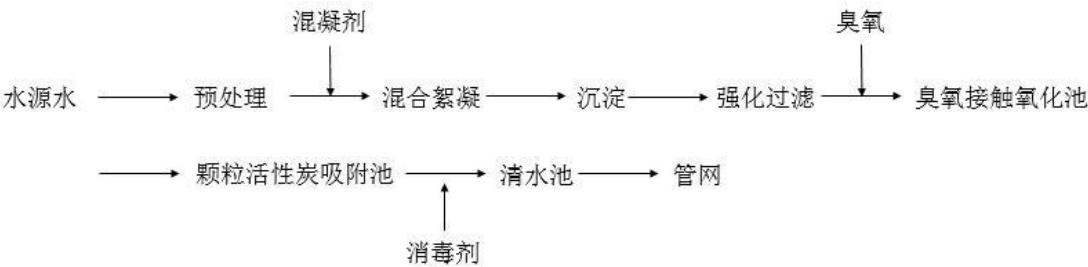 混凝剂 臭氧
水源水 预处理 混合絮凝 沉淀 强化过滤 臭氧接触氧化池
颗粒活性炭吸附池 清水池 管网
消毒剂